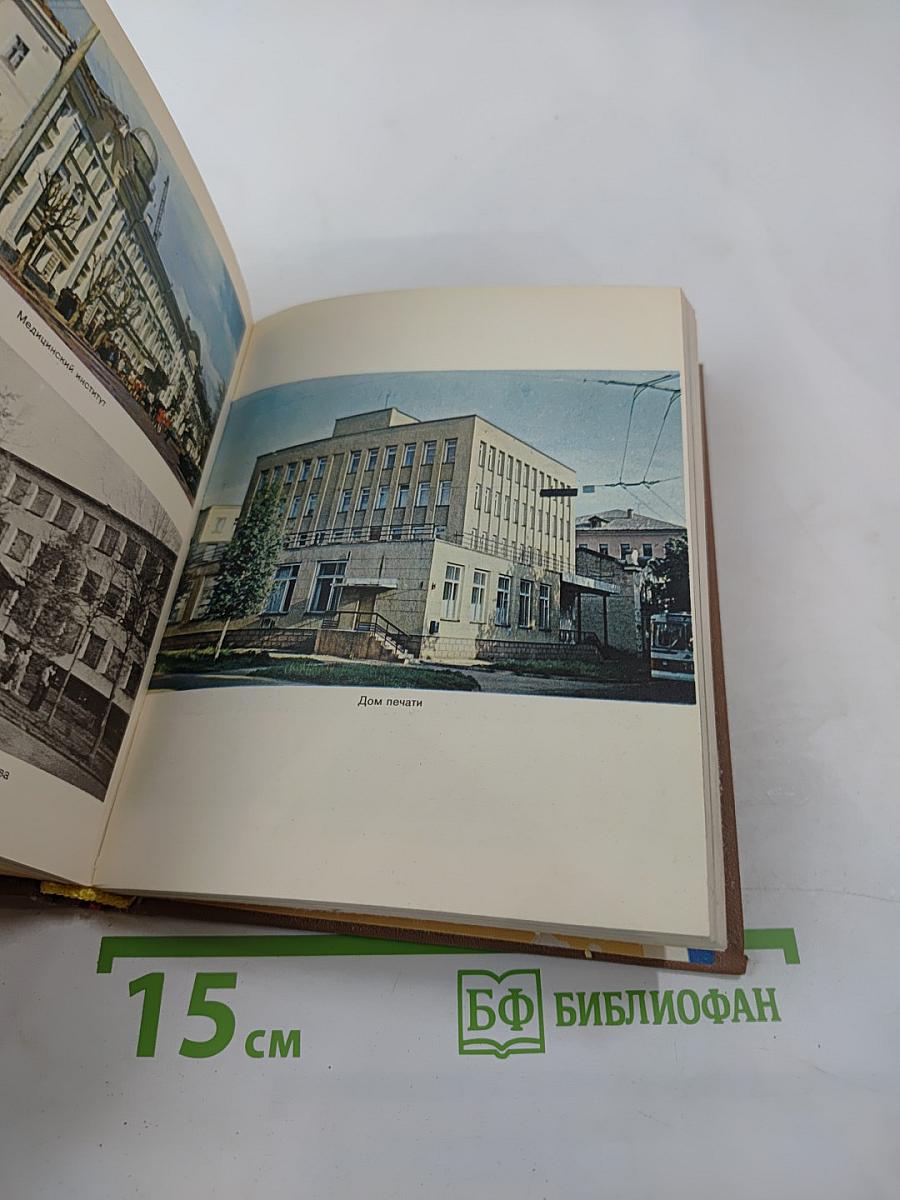 Медицинский институт
Дом печати
15 см
БФ БИБЛИОФАН